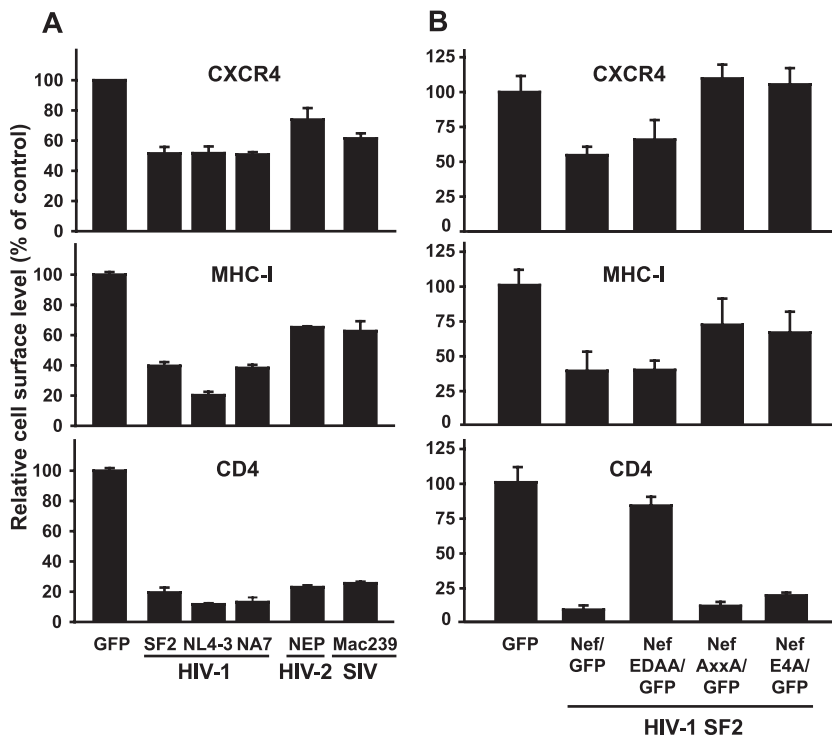 A
B
Relative cell surface level (% of control)
CXCR4
100
80
60
40
20
0
MHC-I
100
80
60
40
20
0
CD4
100
80
60
40
20
0
GFP SF2 NL4-3 NA7 NEP Mac239
HIV-1 HIV-2 SIV
CXCR4
125
100
75
50
25
0
MHC-I
125
100
75
50
25
0
CD4
125
100
75
50
25
0
GFP Nef/ Nef Nef Nef
GFP EDAA/ AxxA/ E4A/
GFP GFP GFP
HIV-1 SF2